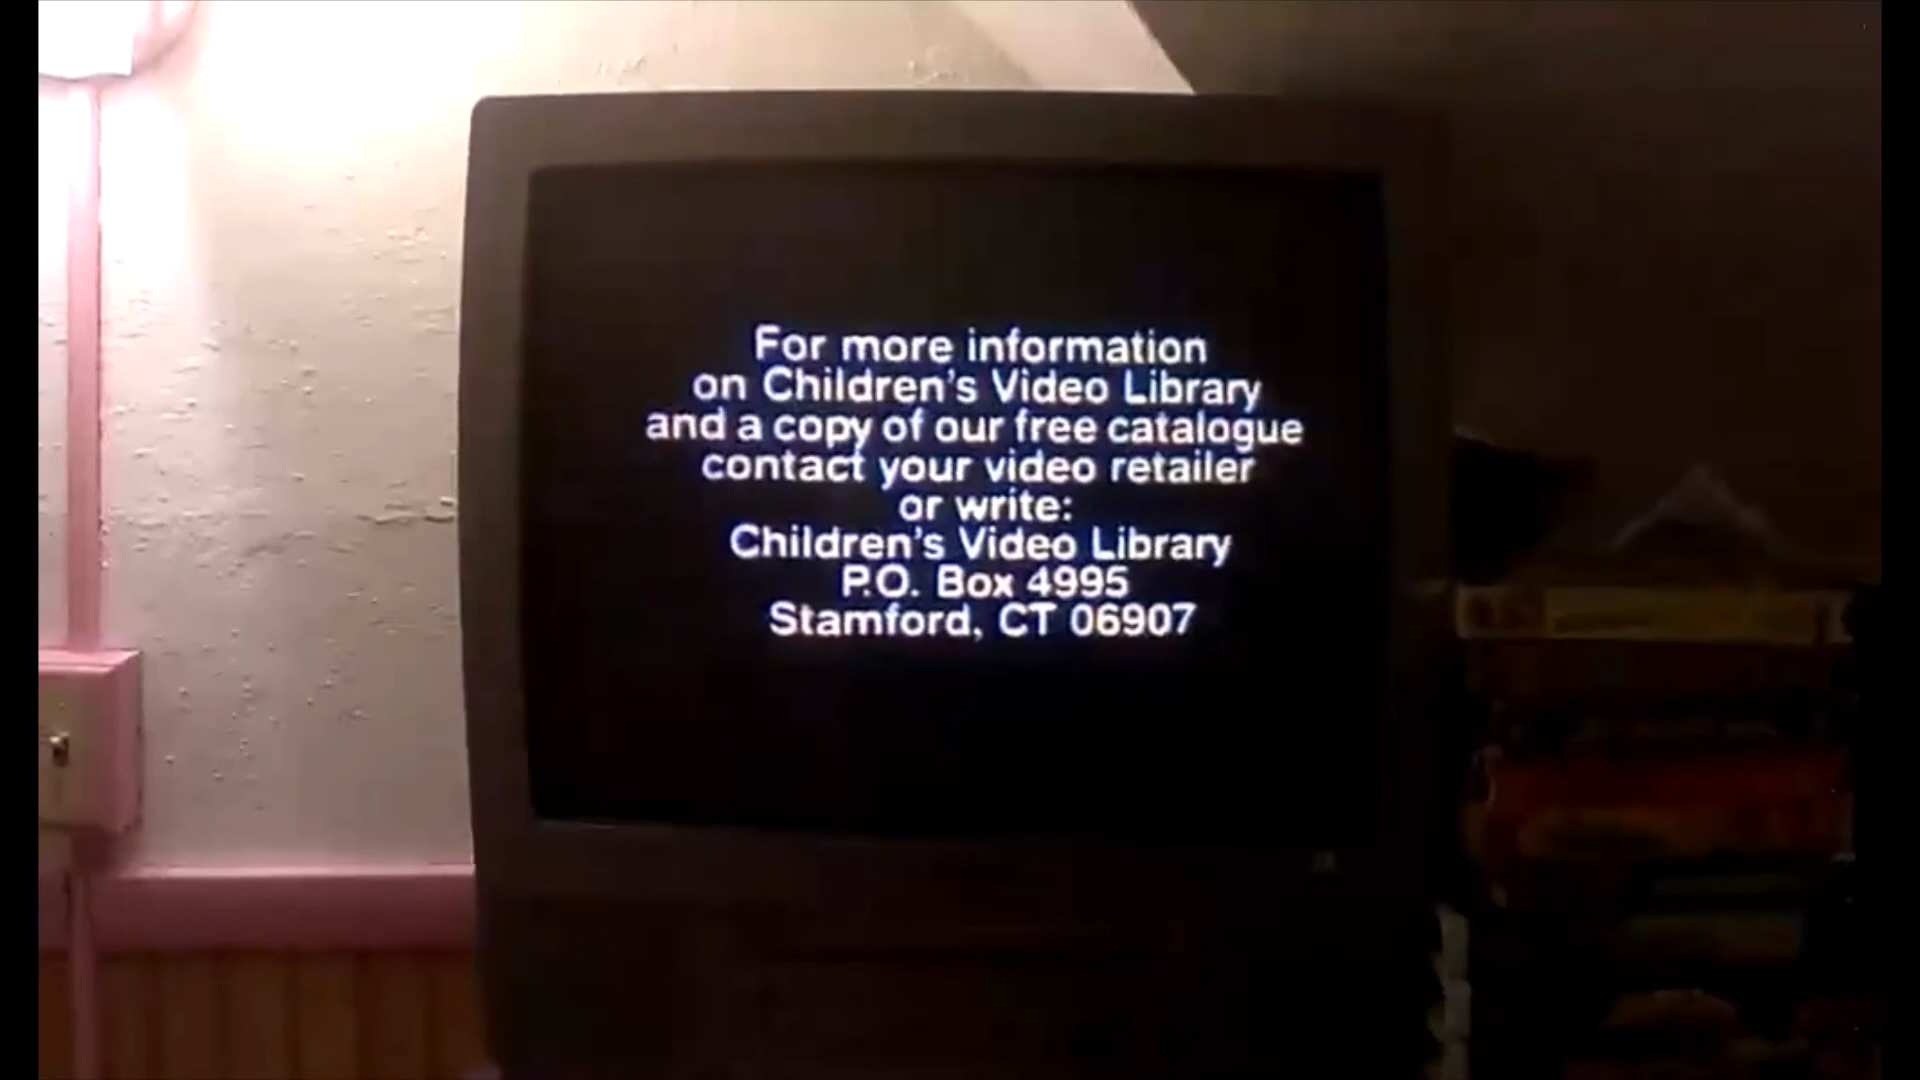 For more information
on Children's Video Library
and a copy of our free catalogue
contact your video retailer
or write:
Children's Video Library
P.O. Box 4995
Stamford, CT 06907